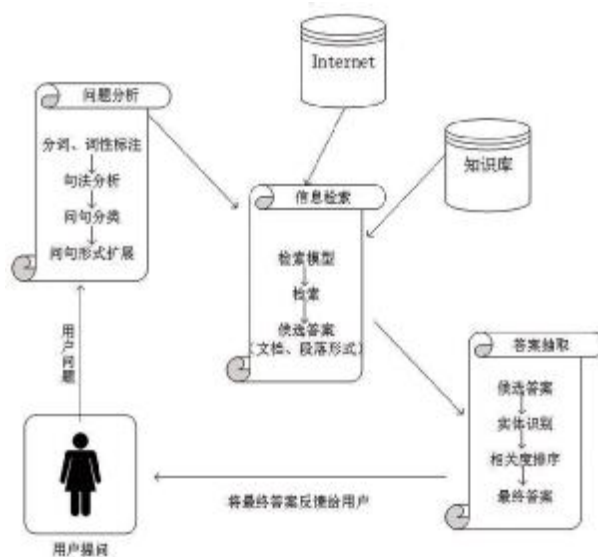 Internet
问题分析
分词、词性标注
句法分析
问句分类
问句形式扩展
知识库
信息检索
检索模型
检索
候选答案
(文档、段落形式)
用户问题
答案抽取
候选答案
实体识别
相关度排序
最终答案
将最终答案反馈给用户
用户提问